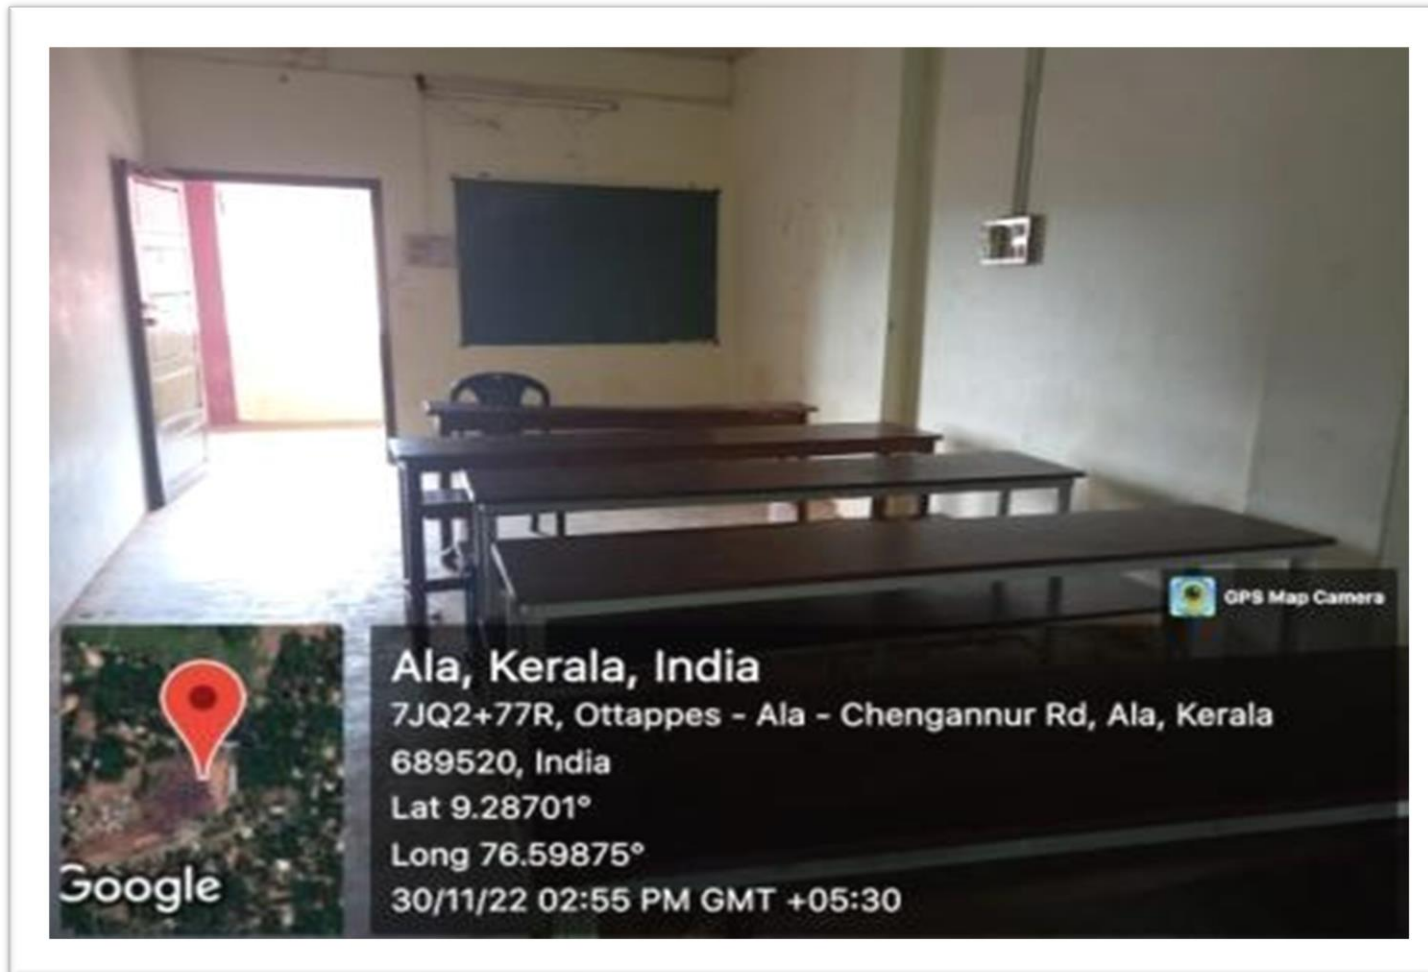 GPS Map Camera
Ala, Kerala, India
7JQ2+77R, Ottappes - Ala - Chengannur Rd, Ala, Kerala
689520, India
Lat 9.28701°
Long 76.59875°
30/11/22 02:55 PM GMT +05:30
Google